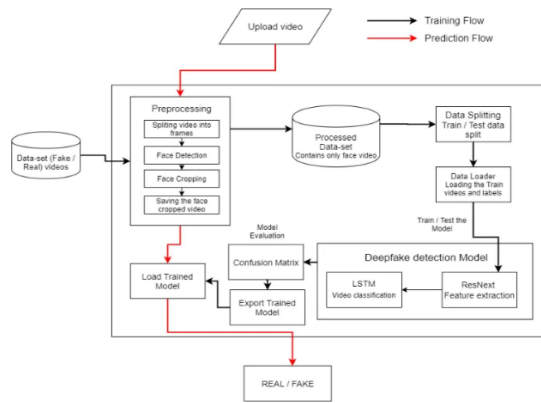 Upload video
Training Flow
Prediction Flow
Preprocessing
Spliting video into
frames
Face Detection
Face Cropping
Saving the face
cropped video
Data-set (Fake /
Real) videos
Processed
Data-set
Contains only face video
Data Splitting
Train / Test data
split
Data Loader
Loading the Train
videos and labels
Train / Test the
Model
Deepfake detection Model
ResNext
Feature extraction
LSTM
Video classification
Model
Evaluation
Confusion Matrix
Export Trained
Model
Load Trained
Model
REAL / FAKE